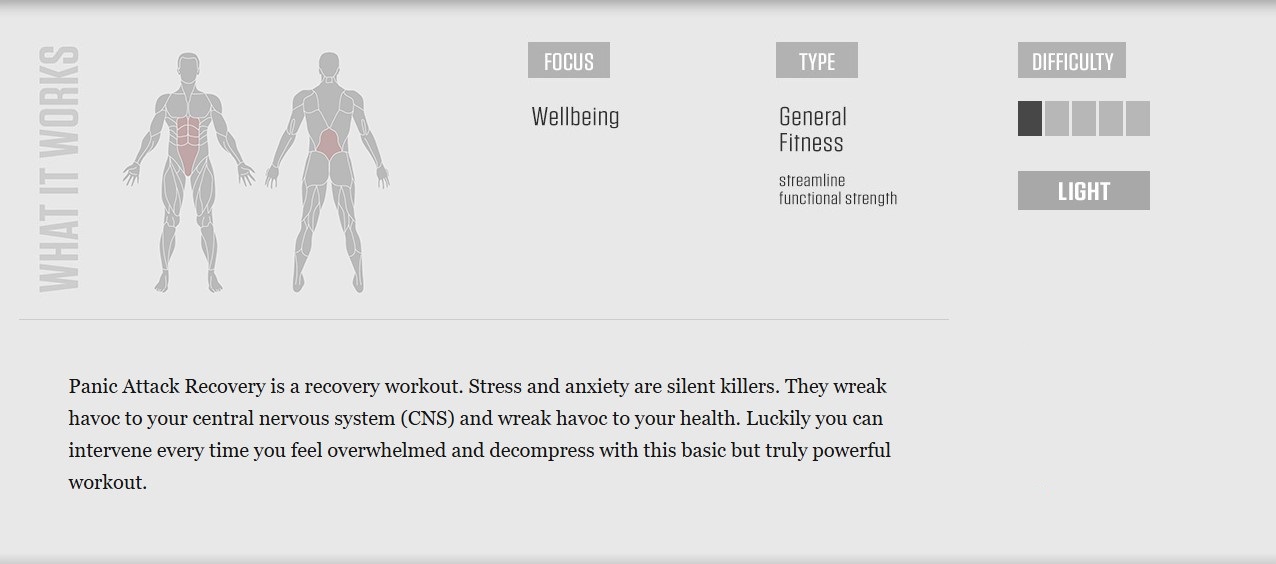 WHAT IT WORKS
FOCUS
Wellbeing
TYPE
General
Fitness
streamline
functional strength
DIFFICULTY
LIGHT
Panic Attack Recovery is a recovery workout. Stress and anxiety are silent killers. They wreak
havoc to your central nervous system (CNS) and wreak havoc to your health. Luckily you can
intervene every time you feel overwhelmed and decompress with this basic but truly powerful
workout.